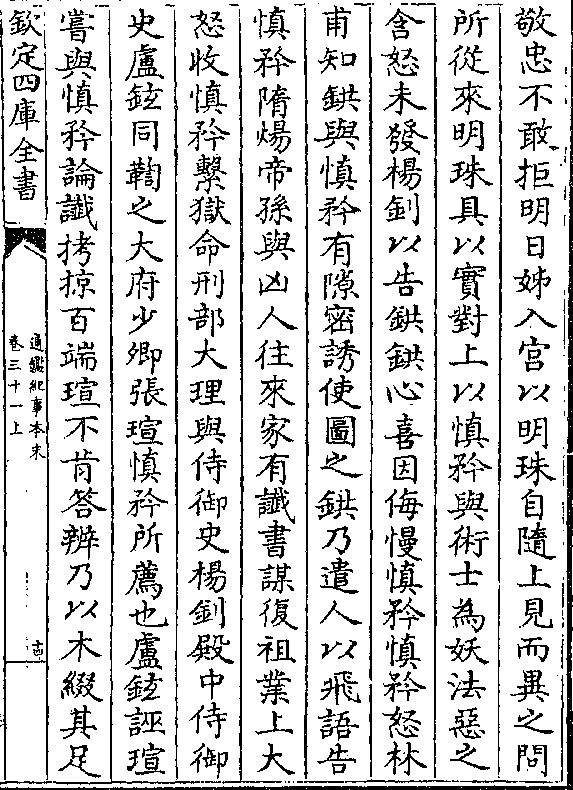 敬忠不敢拒明日姊入宫以明珠自隨上見而異之問
所從來明珠具以實對上以慎矜與術士為妖法惡之
含怒未發楊釗以告鉷鉷心喜因侮慢慎矜慎矜怒林
甫知鉷與慎矜有隙密誘使圖之鉷乃遣人以飛語告
慎矜隋煬帝孫與凶人往來家有讖書謀復祖業上大
怒收慎矜繫獄命刑部大理與侍御史楊釗殿中侍御
史盧鉉同鞫之大府少卿張瑄慎矜所薦也盧鉉誣瑄
嘗與慎矜論讖拷掠百端瑄不肯答辨乃以木綴其足
欽定四庫全書
通鑑紀事本末
卷三十一上
古